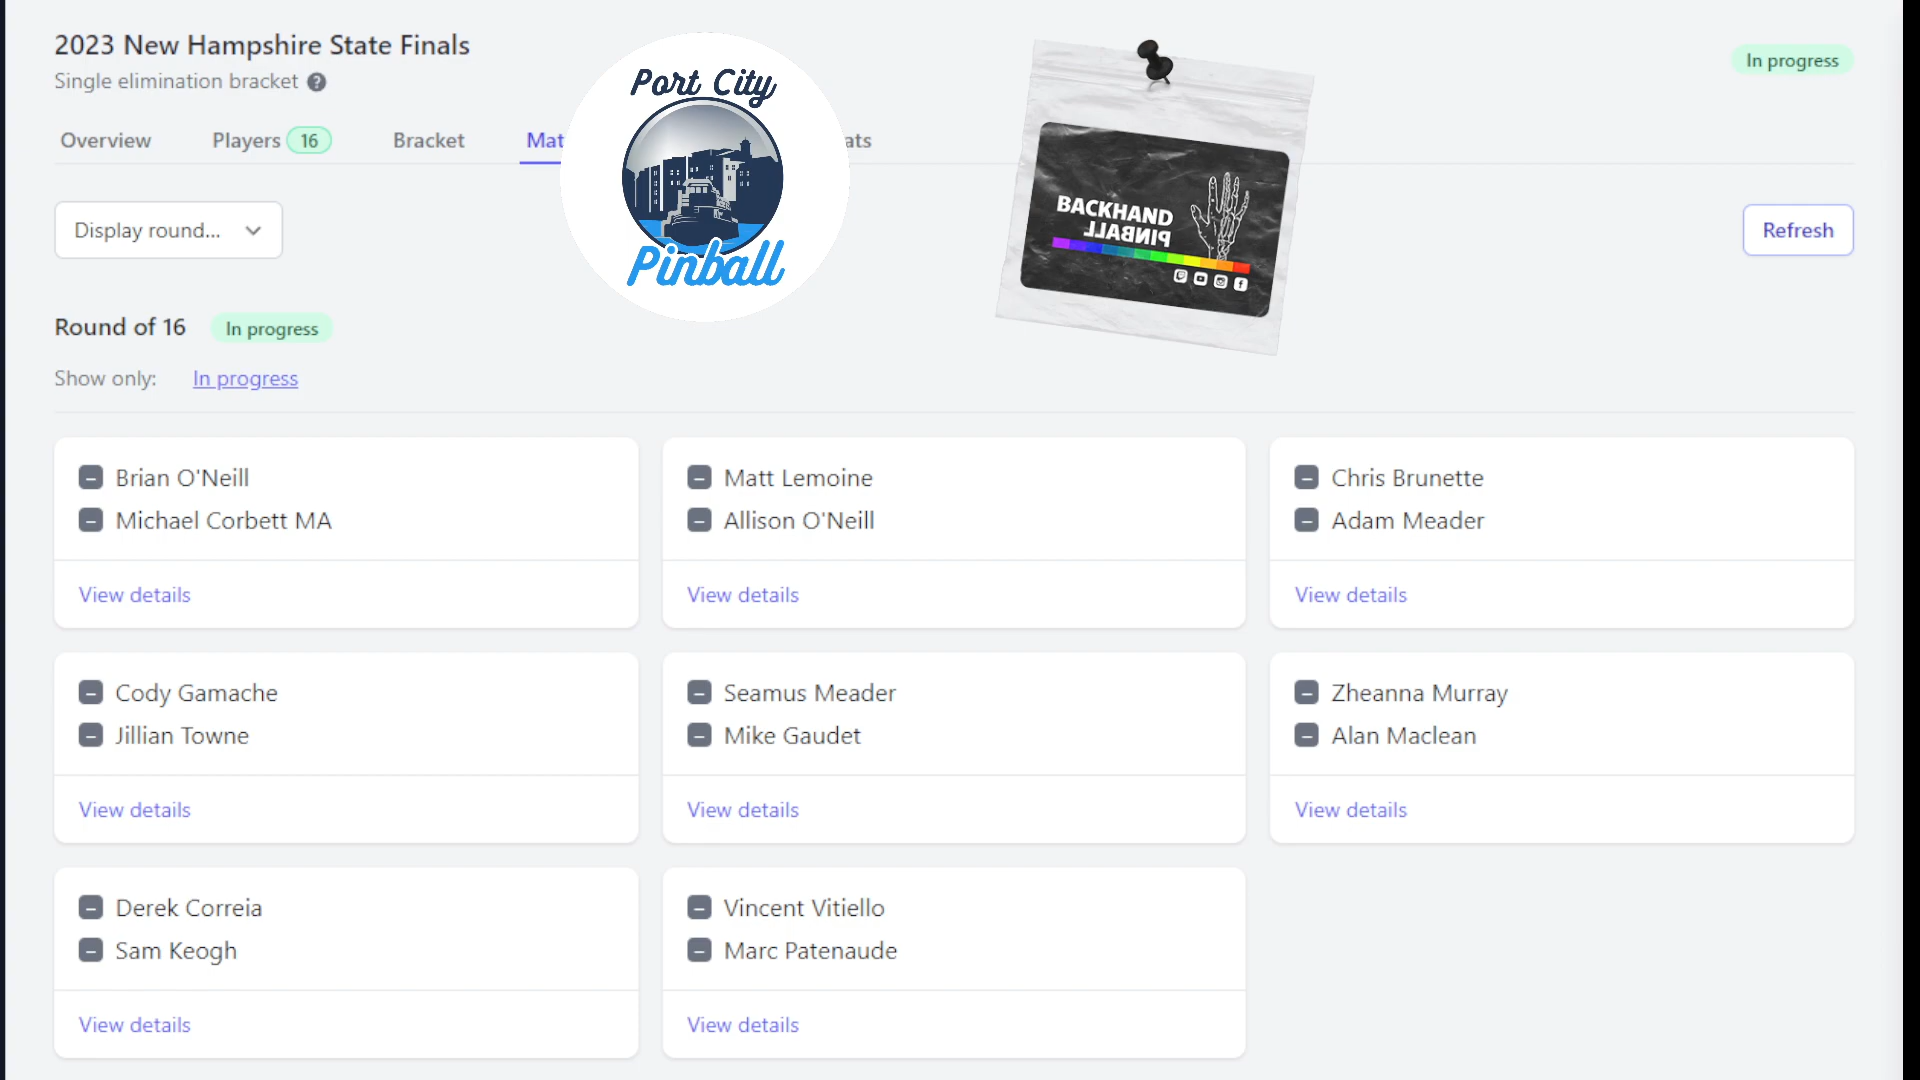 2023 New Hampshire State Finals
Single elimination bracket ?
In progress
Overview
Players 16
Bracket
Mat
ats
Port City
Pinball
BACKHAND
PINBALL
Display round...
Refresh
Round of 16 In progress
Show only: In progress
Brian O'Neill
Michael Corbett MA
View details
Matt Lemoine
Allison O'Neill
View details
Chris Brunette
Adam Meader
View details
Cody Gamache
Jillian Towne
View details
Seamus Meader
Mike Gaudet
View details
Zheanna Murray
Alan Maclean
View details
Derek Correia
Sam Keogh
View details
Vincent Vitiello
Marc Patenaude
View details